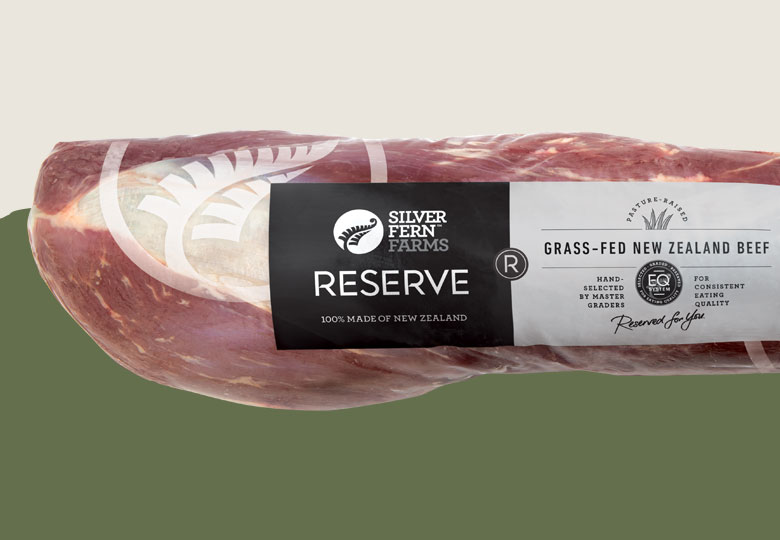 SILVER
FERN™
FARMS
RESERVE
100% MADE OF NEW ZEALAND
R
PASTURE-RAISED
GRASS-FED NEW ZEALAND BEEF
HAND-
SELECTED
BY MASTER
GRADERS
EQ
SYSTEM
FOR
CONSISTENT
EATING
QUALITY
Reserved for You